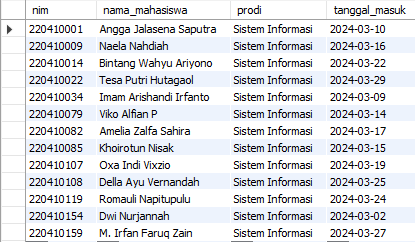 nim nama_mahasiswa prodi tanggal_masuk
220410001 Angga Jalasena Saputra Sistem Informasi 2024-03-10
220410009 Naela Nahdiah Sistem Informasi 2024-03-16
220410014 Bintang Wahyu Ariyono Sistem Informasi 2024-03-22
220410022 Tesa Putri Hutagaol Sistem Informasi 2024-03-29
220410034 Imam Arishandi Irfanto Sistem Informasi 2024-03-09
220410079 Viko Alfian P Sistem Informasi 2024-03-14
220410082 Amelia Zalfa Sahira Sistem Informasi 2024-03-17
220410085 Khoirotun Nisak Sistem Informasi 2024-03-15
220410107 Oxa Indi Vixzio Sistem Informasi 2024-03-19
220410108 Della Ayu Vernandah Sistem Informasi 2024-03-25
220410119 Romauli Napitupulu Sistem Informasi 2024-03-24
220410154 Dwi Nurjannah Sistem Informasi 2024-03-02
220410159 M. Irfan Faruq Zain Sistem Informasi 2024-03-27